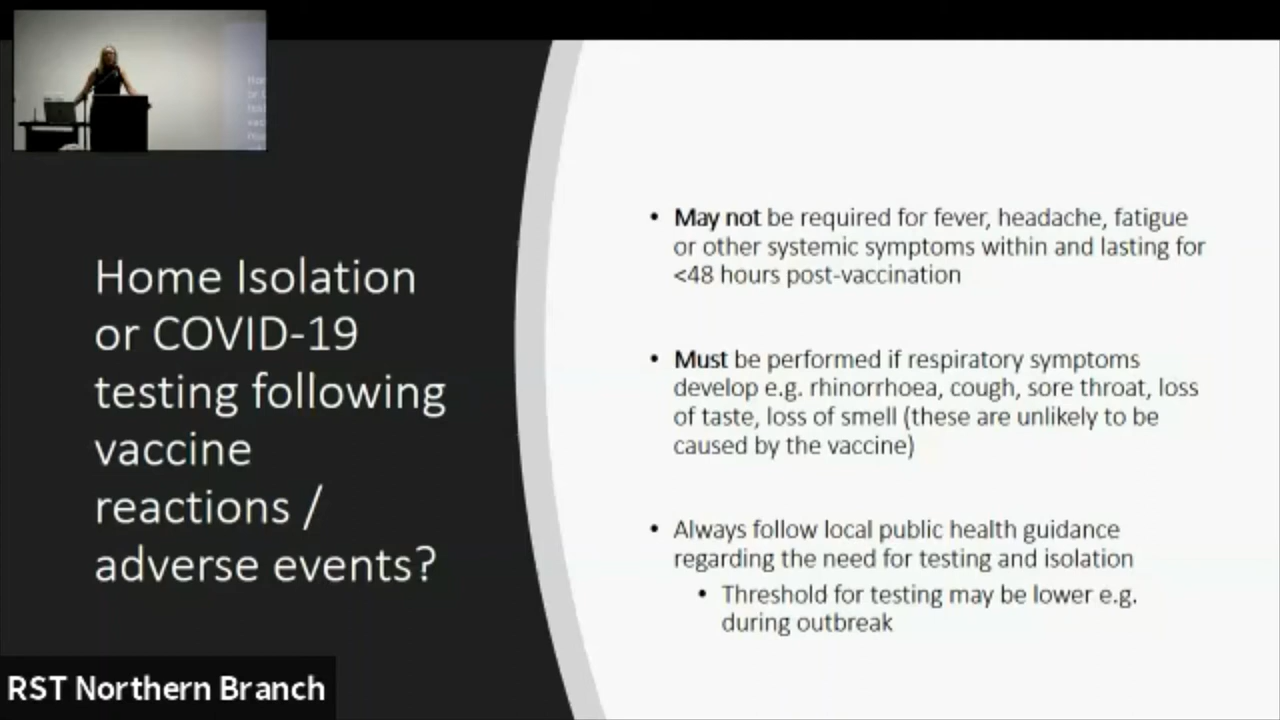 Home Isolation
or COVID-19
testing following
vaccine
reactions /
adverse events?
• May not be required for fever, headache, fatigue
or other systemic symptoms within and lasting for
<48 hours post-vaccination
• Must be performed if respiratory symptoms
develop e.g. rhinorrhoea, cough, sore throat, loss
of taste, loss of smell (these are unlikely to be
caused by the vaccine)
• Always follow local public health guidance
regarding the need for testing and isolation
• Threshold for testing may be lower e.g.
during outbreak
RST Northern Branch